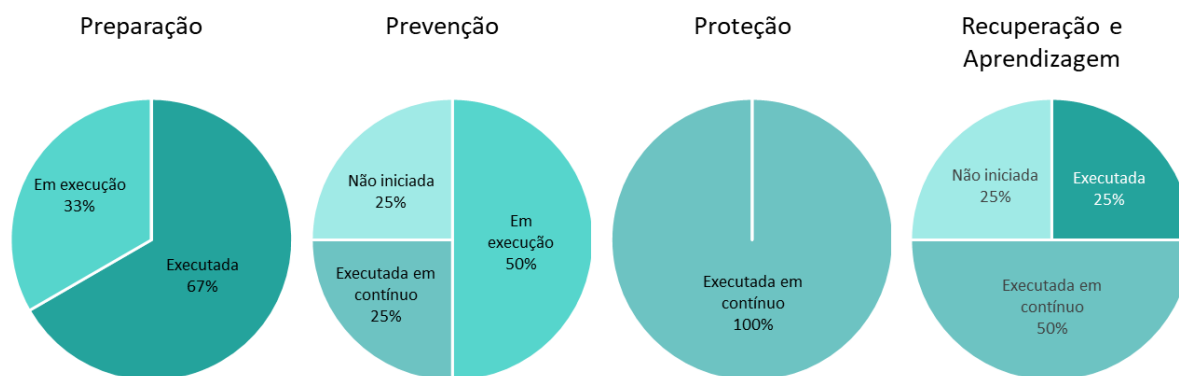 Preparação
Prevenção
Proteção
Recuperação e
Aprendizagem
Em execução
33%
Executada
67%
Não iniciada
25%
Em
execução
50%
Executada em
contínuo
25%
Executada em
contínuo
100%
Não iniciada
25%
Executada
25%
Executada em
contínuo
50%